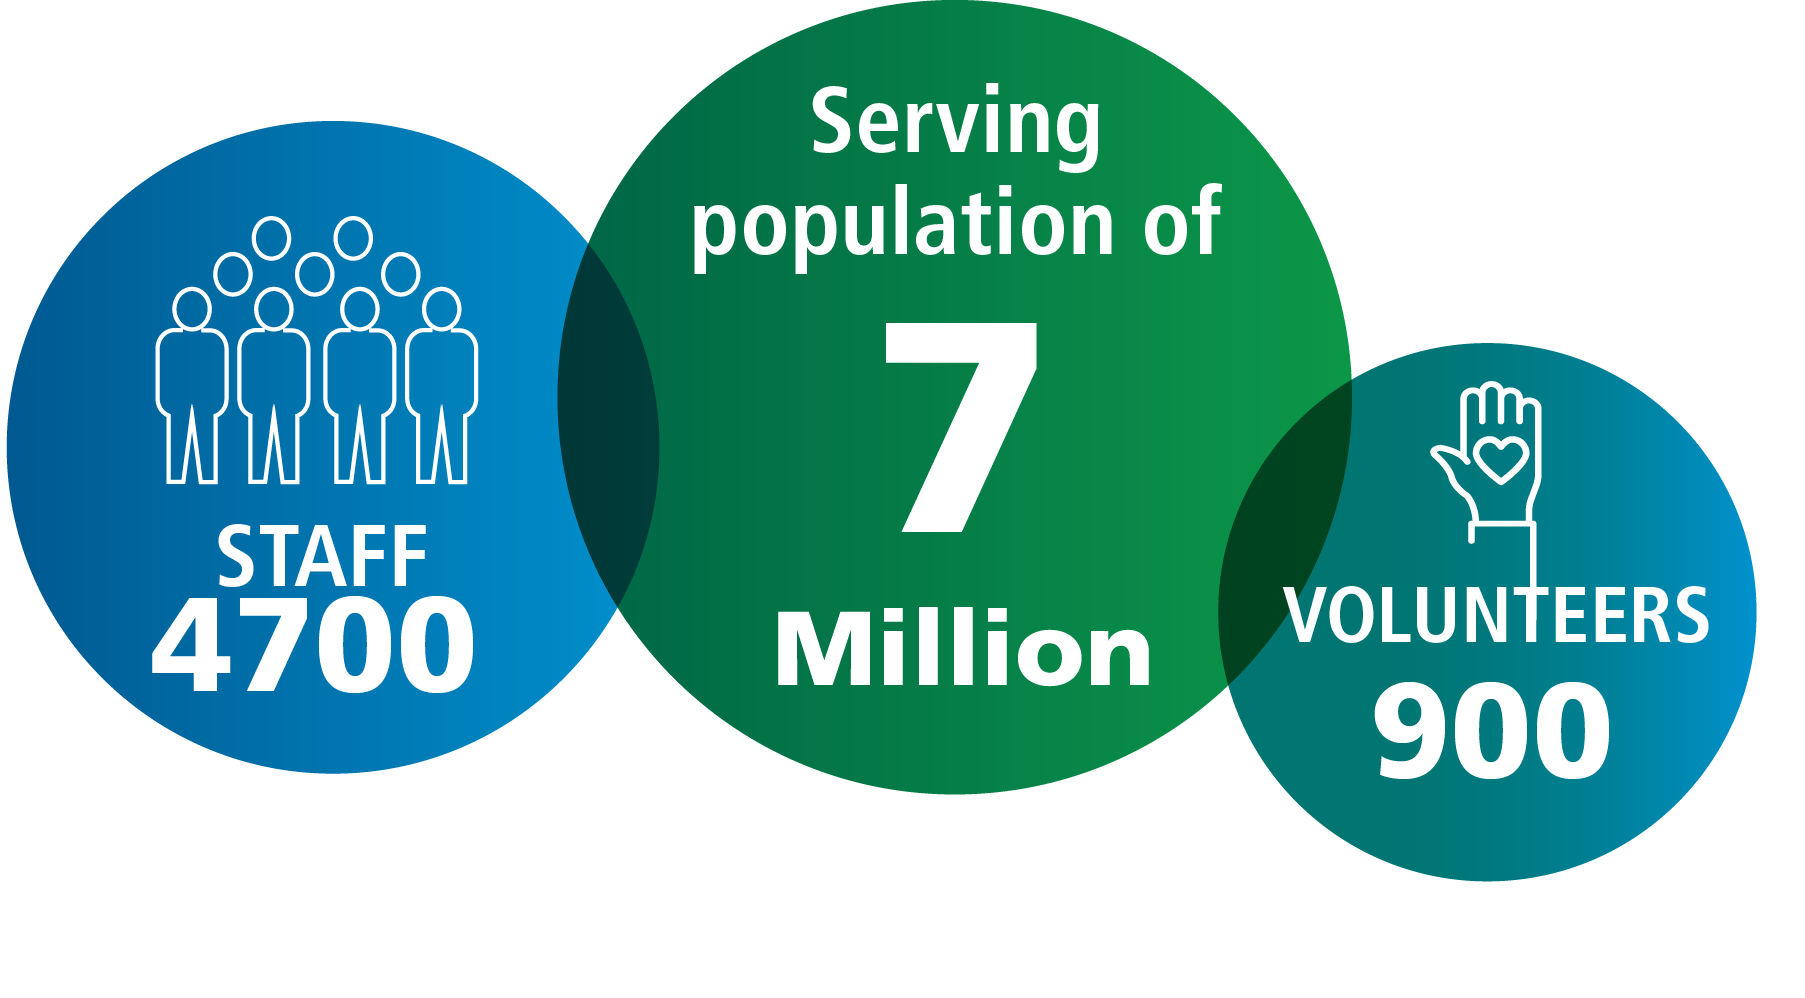 STAFF
4700
Serving
population of
7
Million
VOLUNTEERS
900